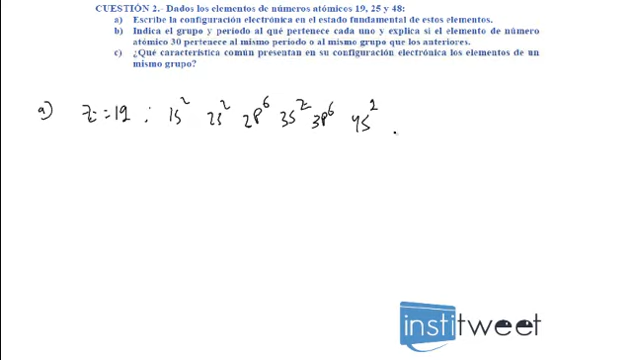 CUESTIÓN 2.- Dados los elementos de números atómicos 19, 25 y 48:
a) Escribe la configuración electrónica en el estado fundamental de estos elementos.
b) Indica el grupo y período al qué pertenece cada uno y explica si el elemento de número
atómico 30 pertenece al mismo período o al mismo grupo que los anteriores.
c) ¿Qué característica común presentan en su configuración electrónica los elementos de un
mismo grupo?
a) Z = 19 : 1s² 2s² 2p⁶ 3s² 3p⁶ 4s²
institweet